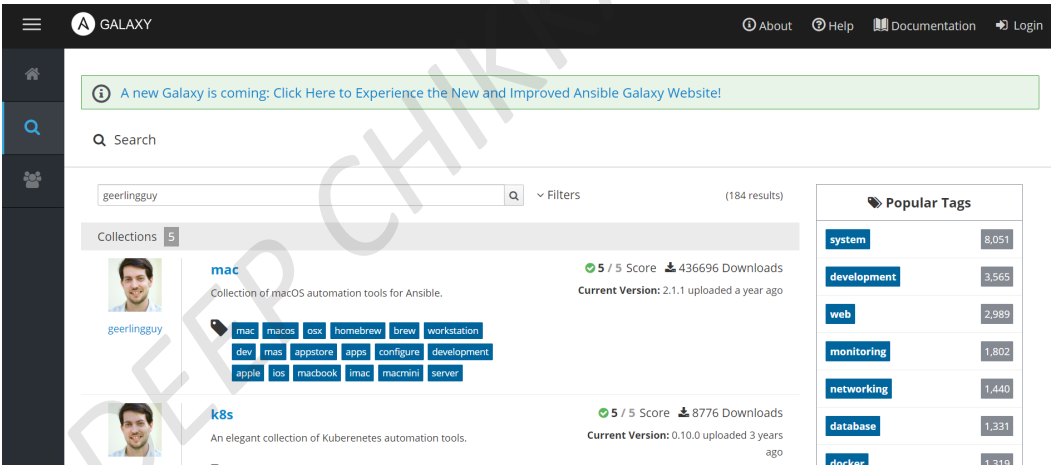 GALAXY
About
Help
Documentation
Login
A new Galaxy is coming: Click Here to Experience the New and Improved Ansible Galaxy Website!
Search
geerlingguy
Filters
(184 results)
Collections 5
mac
5 / 5 Score 436696 Downloads
Collection of macOS automation tools for Ansible.
Current Version: 2.1.1 uploaded a year ago
geerlingguy
mac macos osx homebrew brew workstation
dev mas appstore apps configure development
apple ios macbook imac macmini server
k8s
5 / 5 Score 8776 Downloads
An elegant collection of Kuberenetes automation tools.
Current Version: 0.10.0 uploaded 3 years
ago
Popular Tags
system 8,051
development 3,565
web 2,989
monitoring 1,802
networking 1,440
database 1,331
docker 1,319
DEEP CHIKK